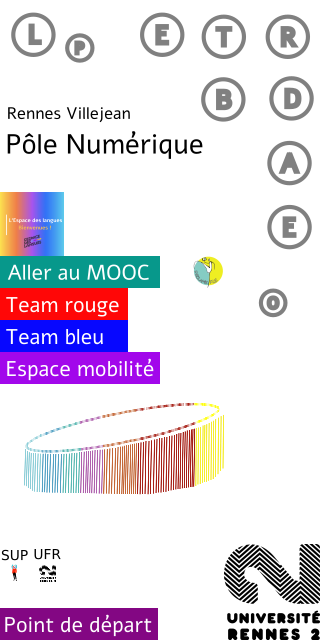 L P E T R
B D
Rennes Villejean
Pôle Numérique
A
L'Espace des langues
Bienvenues !
E
Aller au MOOC
Team rouge
O
Team bleu
Espace mobilité
SUP UFR
Point de départ
UNIVERSITÉ
RENNES 2